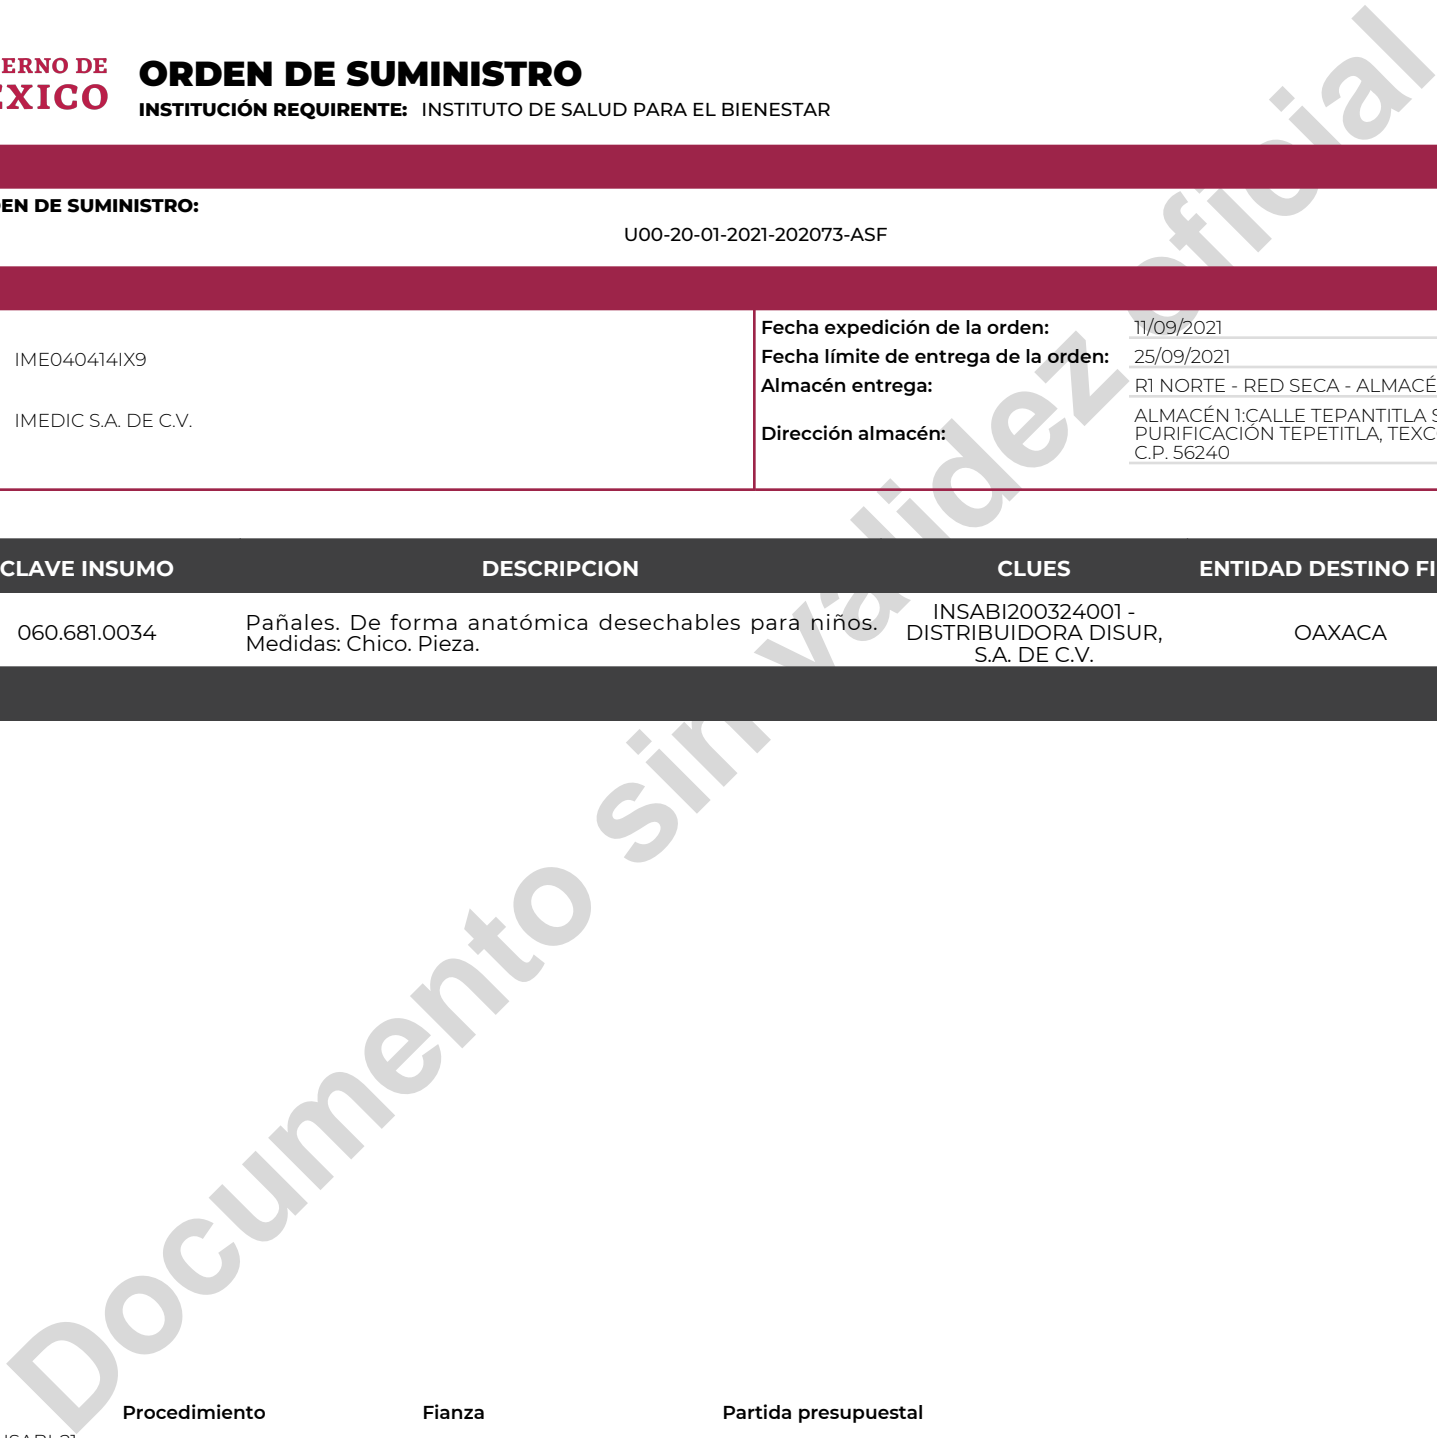 ERNO DE
ORDEN DE SUMINISTRO
XICO
INSTITUCIÓN REQUIRENTE: INSTITUTO DE SALUD PARA EL BIENESTAR
EN DE SUMINISTRO:
U00-20-01-2021-202073-ASF
IME040414IX9
IMEDIC S.A. DE C.V.
Fecha expedición de la orden: 11/09/2021
Fecha límite de entrega de la orden: 25/09/2021
Almacén entrega: R1 NORTE - RED SECA - ALMACÉ
Dirección almacén: ALMACÉN 1:CALLE TEPANTITLA S
PURIFICACIÓN TEPETITLA, TEXC
C.P. 56240
CLAVE INSUMO DESCRIPCION CLUES ENTIDAD DESTINO FI
060.681.0034
Pañales. De forma anatómica desechables para niños.
Medidas: Chico. Pieza.
INSABI200324001 -
DISTRIBUIDORA DISUR,
S.A. DE C.V.
OAXACA
Documento sin validez oficial
Procedimiento Fianza Partida presupuestal